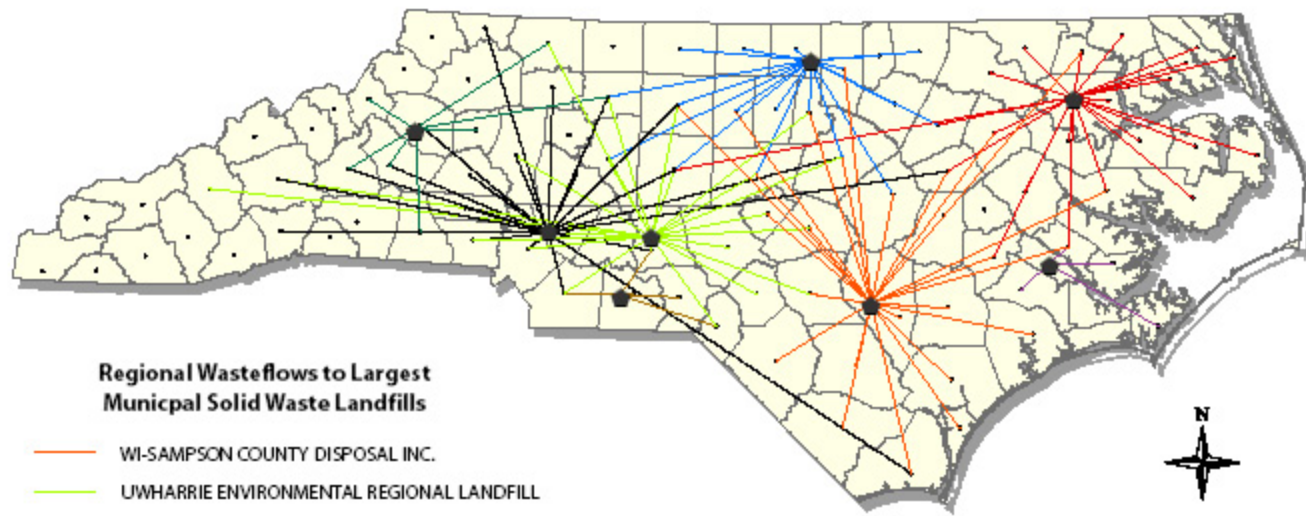 Regional Wasteflows to Largest
Municpal Solid Waste Landfills
N
WI-SAMPSON COUNTY DISPOSAL INC.
UWHARRIE ENVIRONMENTAL REGIONAL LANDFILL